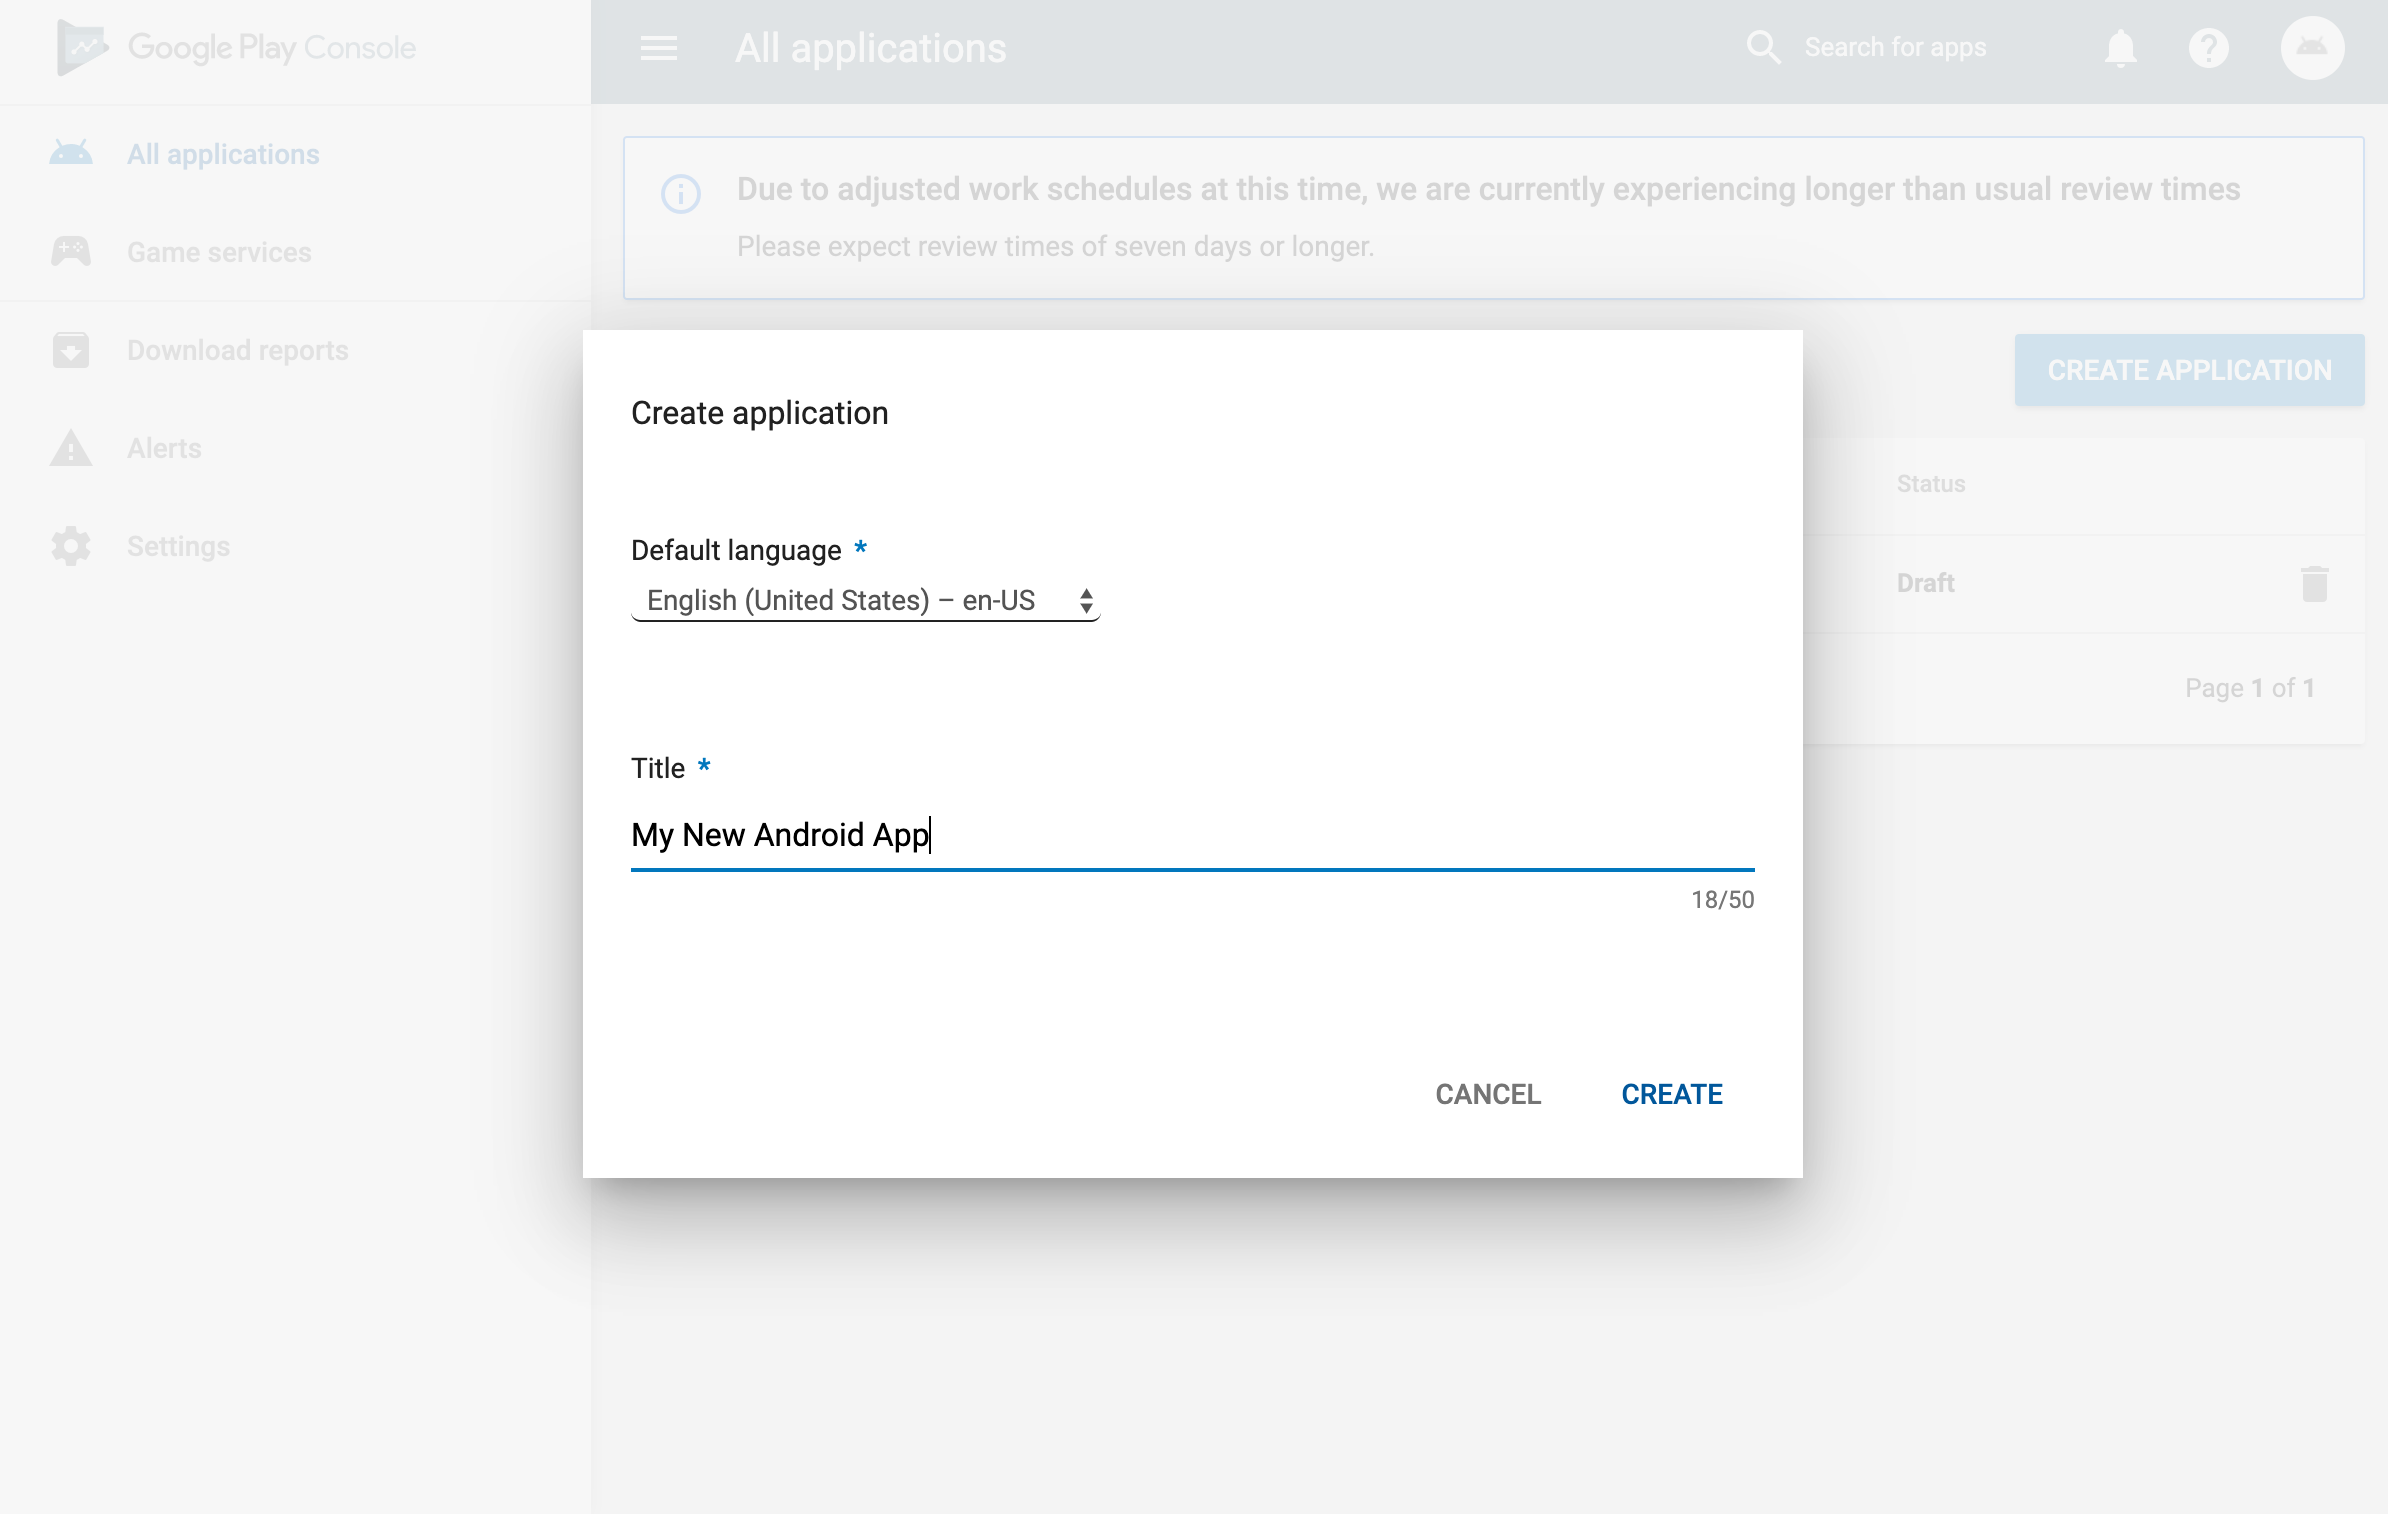 Google Play Console
All applications
Search for apps
All applications
Game services
Download reports
Alerts
Settings
Due to adjusted work schedules at this time, we are currently experiencing longer than usual review times
Please expect review times of seven days or longer.
CREATE APPLICATION
Status
Draft
Page 1 of 1
Create application
Default language *
English (United States) – en-US
Title *
My New Android App
18/50
CANCEL
CREATE